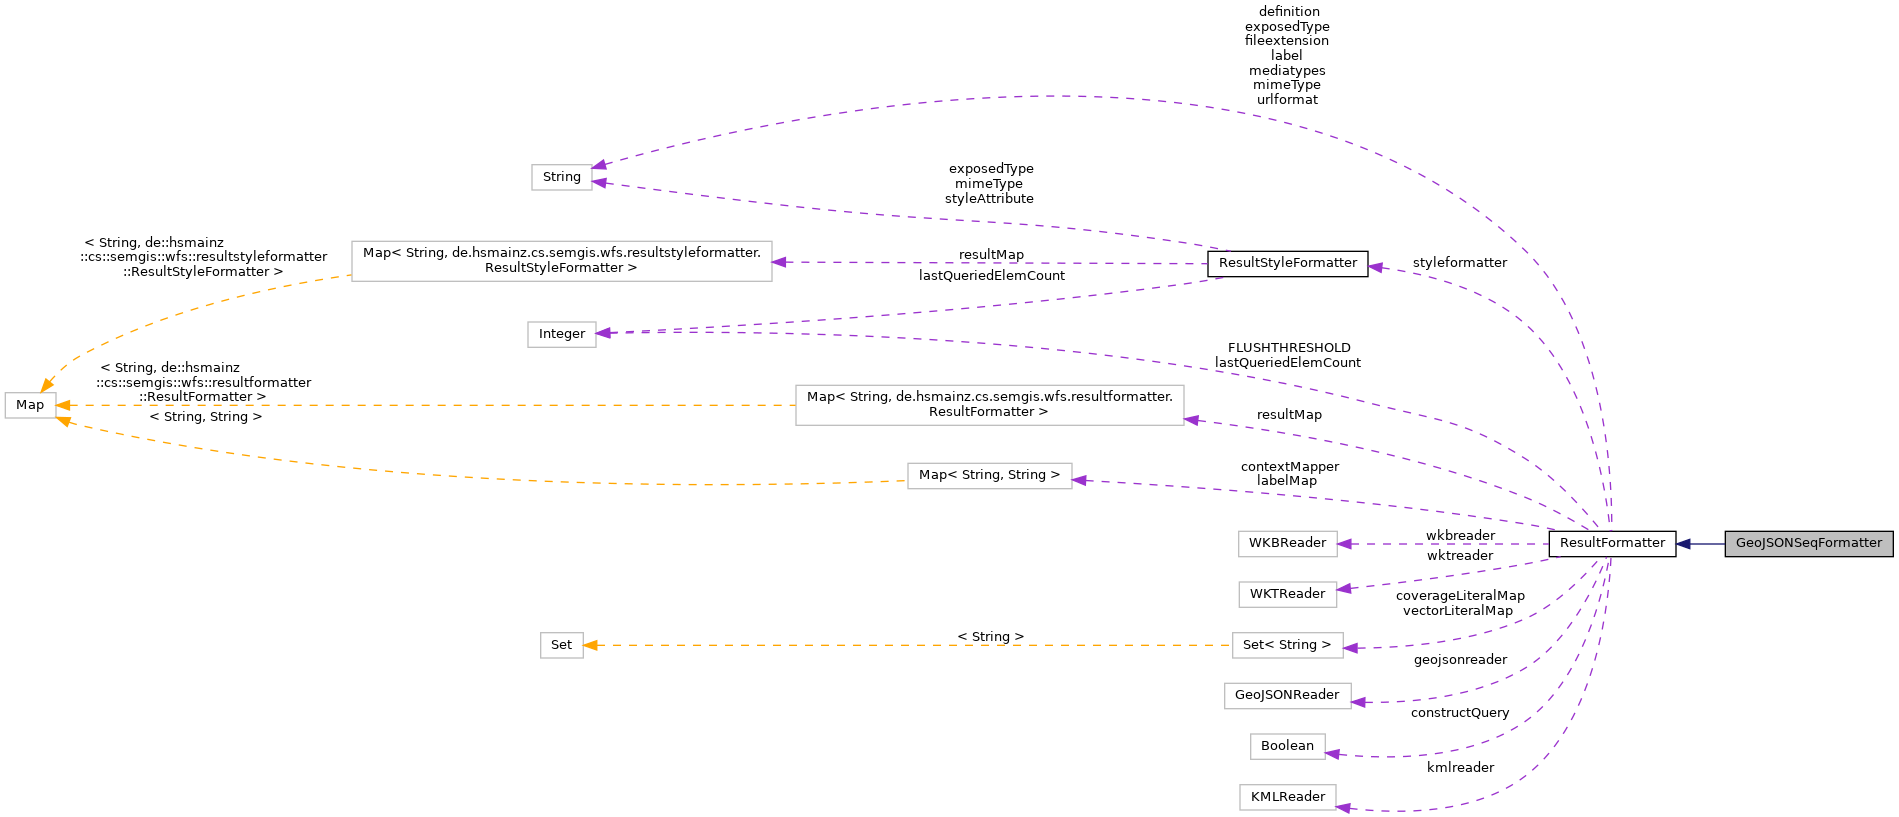 definition
exposedType
fileextension
label
mediatypes
mimeType
urlformat
String
exposedType
mimeType
styleAttribute
< String, de::hsmainz
::cs::semgis::wfs::resultstyleformatter
::ResultStyleFormatter >
Map< String, de.hsmainz.cs.semgis.wfs.resultstyleformatter.
ResultStyleFormatter >
resultMap
lastQueriedElemCount
ResultStyleFormatter
styleformatter
Integer
FLUSHTHRESHOLD
lastQueriedElemCount
< String, de::hsmainz
::cs::semgis::wfs::resultformatter
::ResultFormatter >
Map
< String, String >
Map< String, de.hsmainz.cs.semgis.wfs.resultformatter.
ResultFormatter >
resultMap
Map< String, String >
contextMapper
labelMap
WKBReader
wkbreader
ResultFormatter
GeoJSONSeqFormatter
wktreader
WKTReader
coverageLiteralMap
vectorLiteralMap
Set
< String >
Set< String >
geojsonreader
GeoJSONReader
constructQuery
Boolean
kmlreader
KMLReader